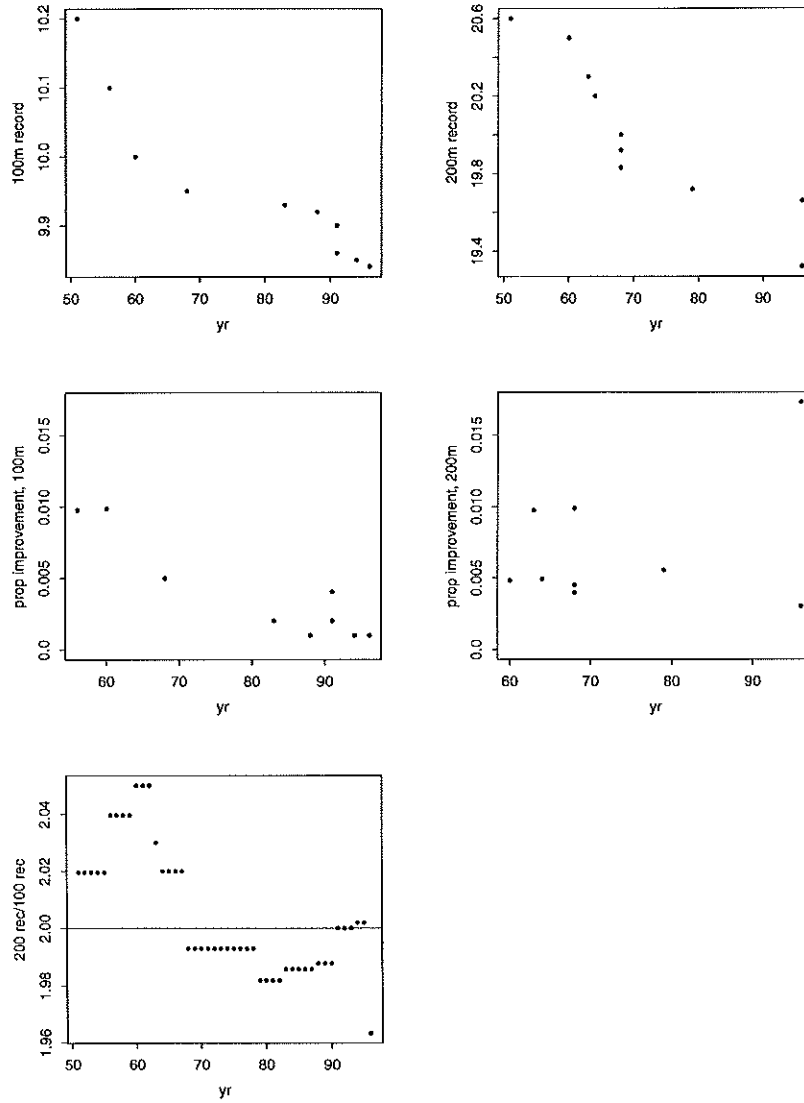 100m record
10.2
10.1
10.0
9.9
50 60 70 80 90
yr
200m record
20.6
20.2
19.8
19.4
50 60 70 80 90
yr
prop improvement, 100m
0.015
0.010
0.005
0.0
60 70 80 90
yr
prop improvement, 200m
0.015
0.010
0.005
0.0
60 70 80 90
yr
200 rec/100 rec
2.04
2.02
2.00
1.98
1.96
50 60 70 80 90
yr